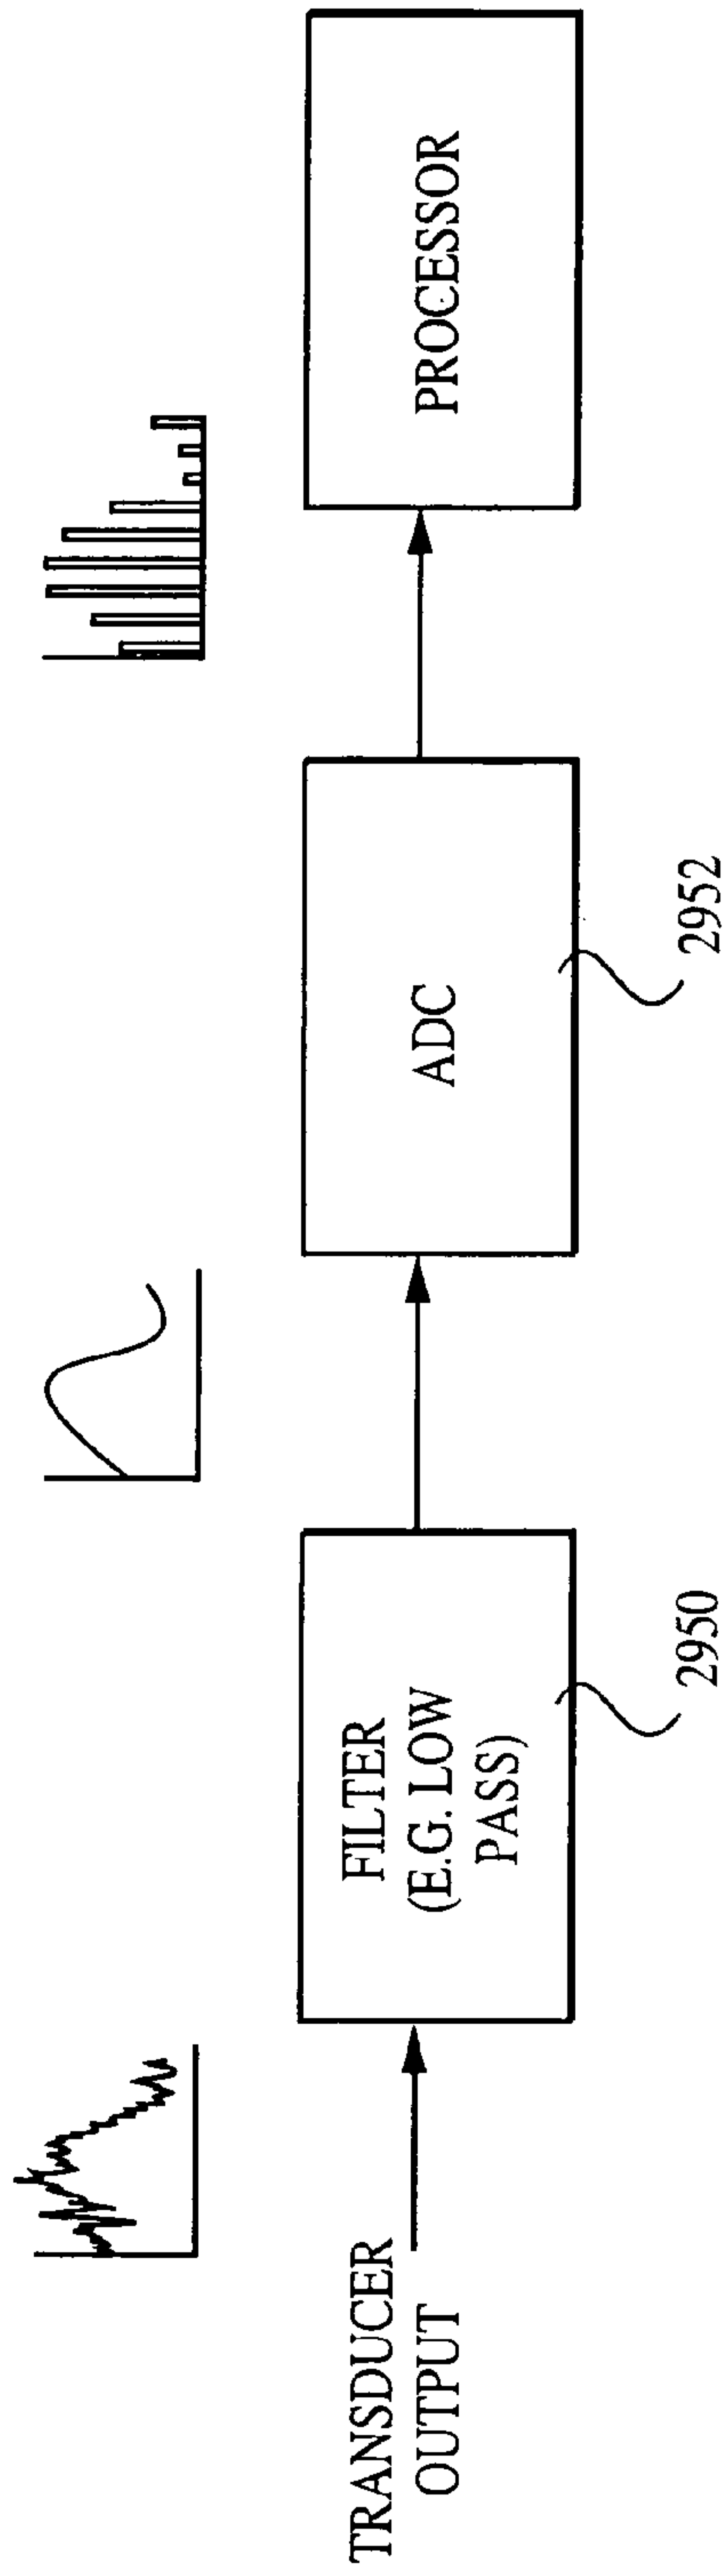 TRANSDUCER
OUTPUT
FILTER
(E.G. LOW
PASS)
2950
ADC
2952
PROCESSOR